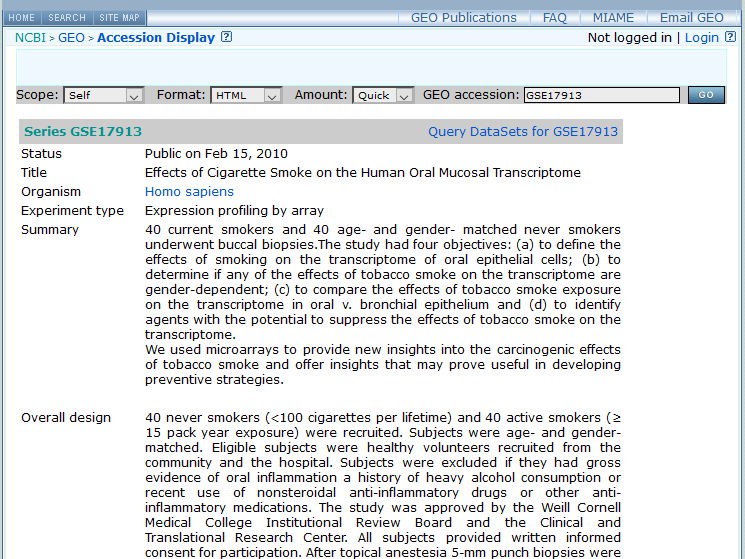 HOME SEARCH SITE MAP GEO Publications FAQ MIAME Email GEO
NCBI > GEO > Accession Display ? Not logged in | Login ?
Scope: Self Format: HTML Amount: Quick GEO accession: GSE17913 GO
Series GSE17913 Query DataSets for GSE17913
Status Public on Feb 15, 2010
Title Effects of Cigarette Smoke on the Human Oral Mucosal Transcriptome
Organism Homo sapiens
Experiment type Expression profiling by array
Summary 40 current smokers and 40 age- and gender- matched never smokers
underwent buccal biopsies.The study had four objectives: (a) to define the
effects of smoking on the transcriptome of oral epithelial cells; (b) to
determine if any of the effects of tobacco smoke on the transcriptome are
gender-dependent; (c) to compare the effects of tobacco smoke exposure
on the transcriptome in oral v. bronchial epithelium and (d) to identify
agents with the potential to suppress the effects of tobacco smoke on the
transcriptome.
We used microarrays to provide new insights into the carcinogenic effects
of tobacco smoke and offer insights that may prove useful in developing
preventive strategies.
Overall design 40 never smokers (<100 cigarettes per lifetime) and 40 active smokers (≥
15 pack year exposure) were recruited. Subjects were age- and gender-
matched. Eligible subjects were healthy volunteers recruited from the
community and the hospital. Subjects were excluded if they had gross
evidence of oral inflammation a history of heavy alcohol consumption or
recent use of nonsteroidal anti-inflammatory drugs or other anti-
inflammatory medications. The study was approved by the Weill Cornell
Medical College Institutional Review Board and the Clinical and
Translational Research Center. All subjects provided written informed
consent for participation. After topical anestesia 5-mm punch biopsies were